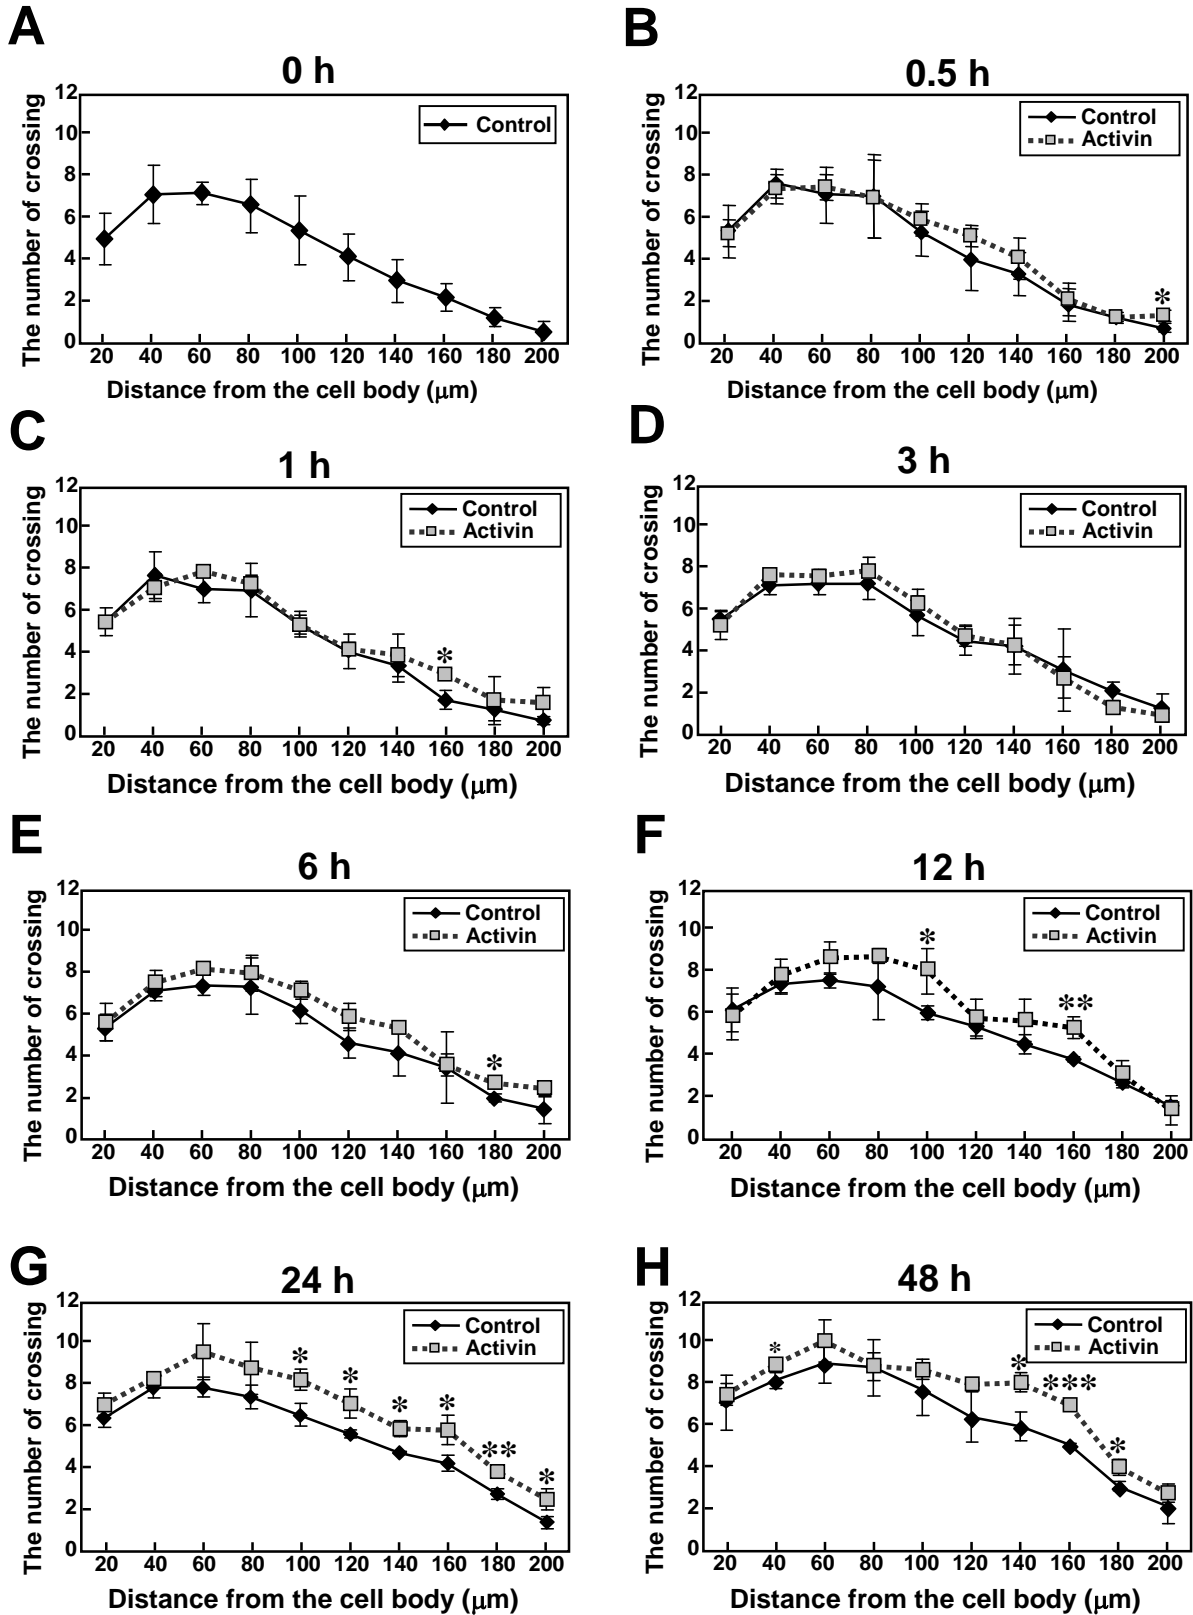 A
0 h
The number of crossing
12
10
8
6
4
2
0
Control
20 40 60 80 100 120 140 160 180 200
Distance from the cell body (μm)
B
0.5 h
The number of crossing
12
10
8
6
4
2
0
Control
Activin
*
20 40 60 80 100 120 140 160 180 200
Distance from the cell body (μm)
C
1 h
The number of crossing
12
10
8
6
4
2
0
Control
Activin
*
20 40 60 80 100 120 140 160 180 200
Distance from the cell body (μm)
D
3 h
The number of crossing
12
10
8
6
4
2
0
Control
Activin
20 40 60 80 100 120 140 160 180 200
Distance from the cell body (μm)
E
6 h
The number of crossing
12
10
8
6
4
2
0
Control
Activin
*
20 40 60 80 100 120 140 160 180 200
Distance from the cell body (μm)
F
12 h
The number of crossing
12
10
8
6
4
2
0
Control
Activin
*
**
20 40 60 80 100 120 140 160 180 200
Distance from the cell body (μm)
G
24 h
The number of crossing
12
10
8
6
4
2
0
Control
Activin
* * * * ** *
20 40 60 80 100 120 140 160 180 200
Distance from the cell body (μm)
H
48 h
The number of crossing
12
10
8
6
4
2
0
Control
Activin
* * *** *
20 40 60 80 100 120 140 160 180 200
Distance from the cell body (μm)